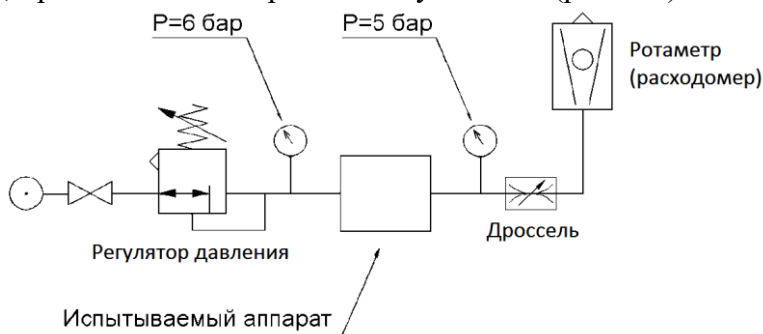 P=6 бар
P=5 бар
Ротаметр
(расходомер)
Дроссель
Регулятор давления
Испытываемый аппарат